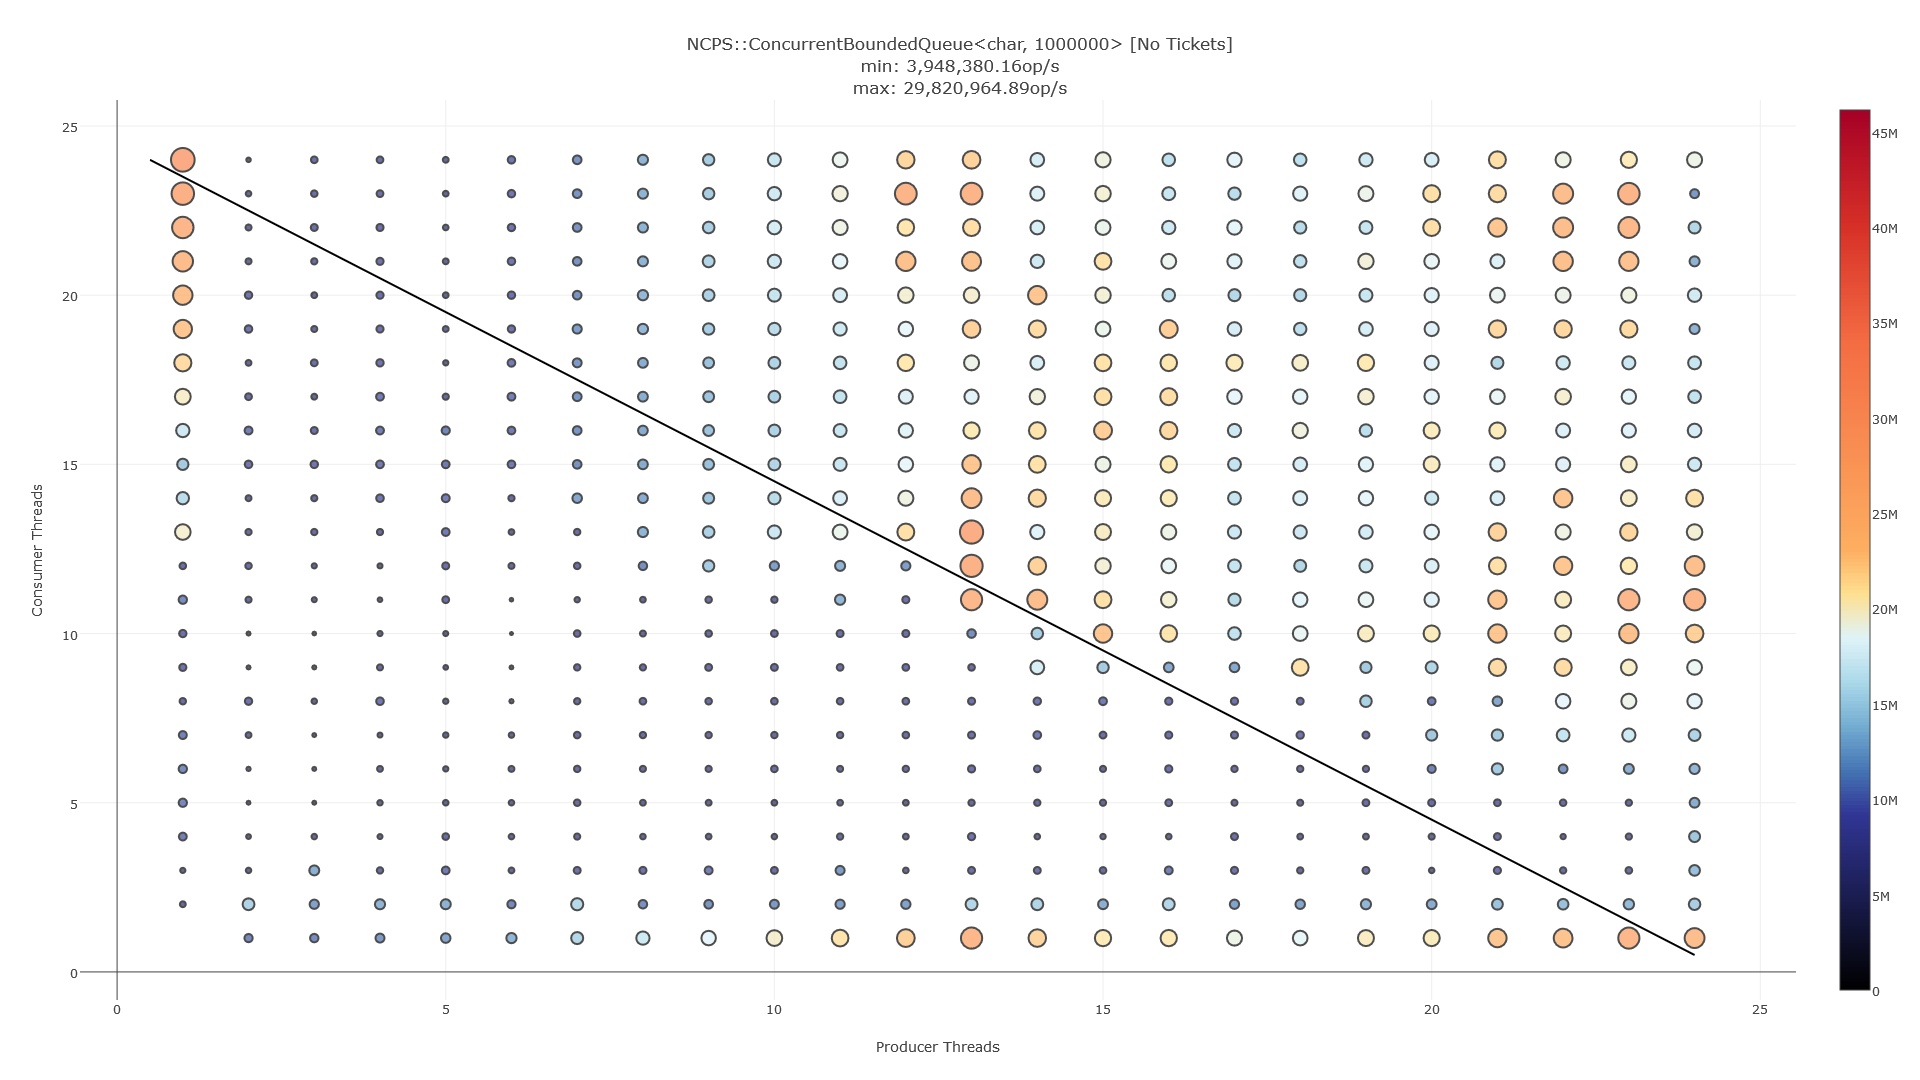 NCPS::ConcurrentBoundedQueue<char, 1000000> [No Tickets]
min: 3,948,380.16op/s
max: 29,820,964.89op/s
25
20
15
10
5
0
Consumer Threads
0
5
10
15
20
25
Producer Threads
45M
40M
35M
30M
25M
20M
15M
10M
5M
0